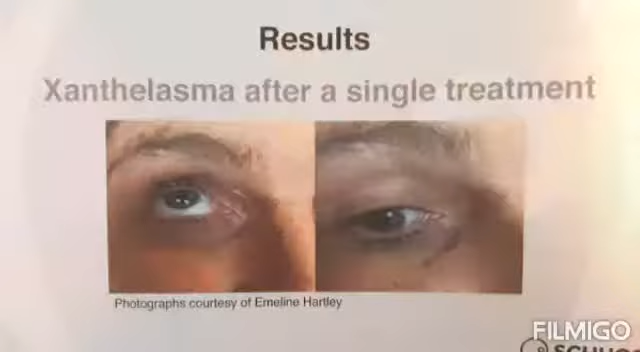 Results
Xanthelasma after a single treatment
Photographs courtesy of Emeline Hartley
FILMIGO